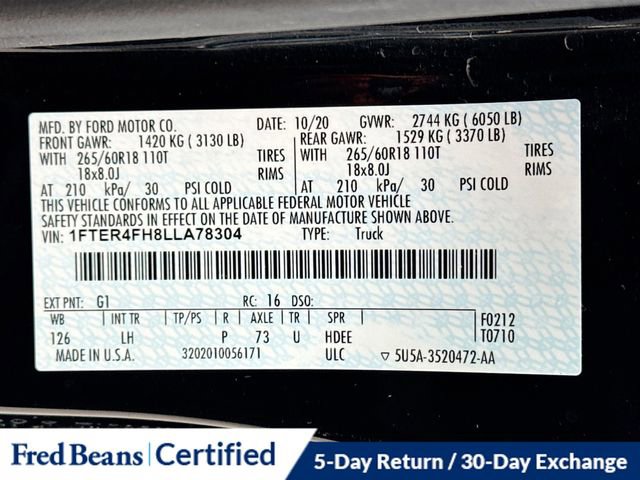 MFD. BY FORD MOTOR CO. DATE: 10/20 GVWR: 2744 KG ( 6050 LB)
FRONT GAWR: 1420 KG ( 3130 LB) REAR GAWR: 1529 KG ( 3370 LB)
WITH 265/60R18 110T TIRES WITH 265/60R18 110T TIRES
18x8.0J RIMS 18x8.0J RIMS
AT 210 kPa/ 30 PSI COLD AT 210 kPa/ 30 PSI COLD
THIS VEHICLE CONFORMS TO ALL APPLICABLE FEDERAL MOTOR VEHICLE
SAFETY STANDARDS IN EFFECT ON THE DATE OF MANUFACTURE SHOWN ABOVE.
VIN: 1FTER4FH8LLA78304 TYPE: Truck
EXT PNT: G1 RC: 16 DSO:
WB INT TR TP/PS R AXLE TR SPR F0212
126 LH P 73 U HDEE T0710
MADE IN U.S.A. 3202010056171 ULC ▽ 5U5A-3520472-AA
Fred Beans Certified 5-Day Return / 30-Day Exchange